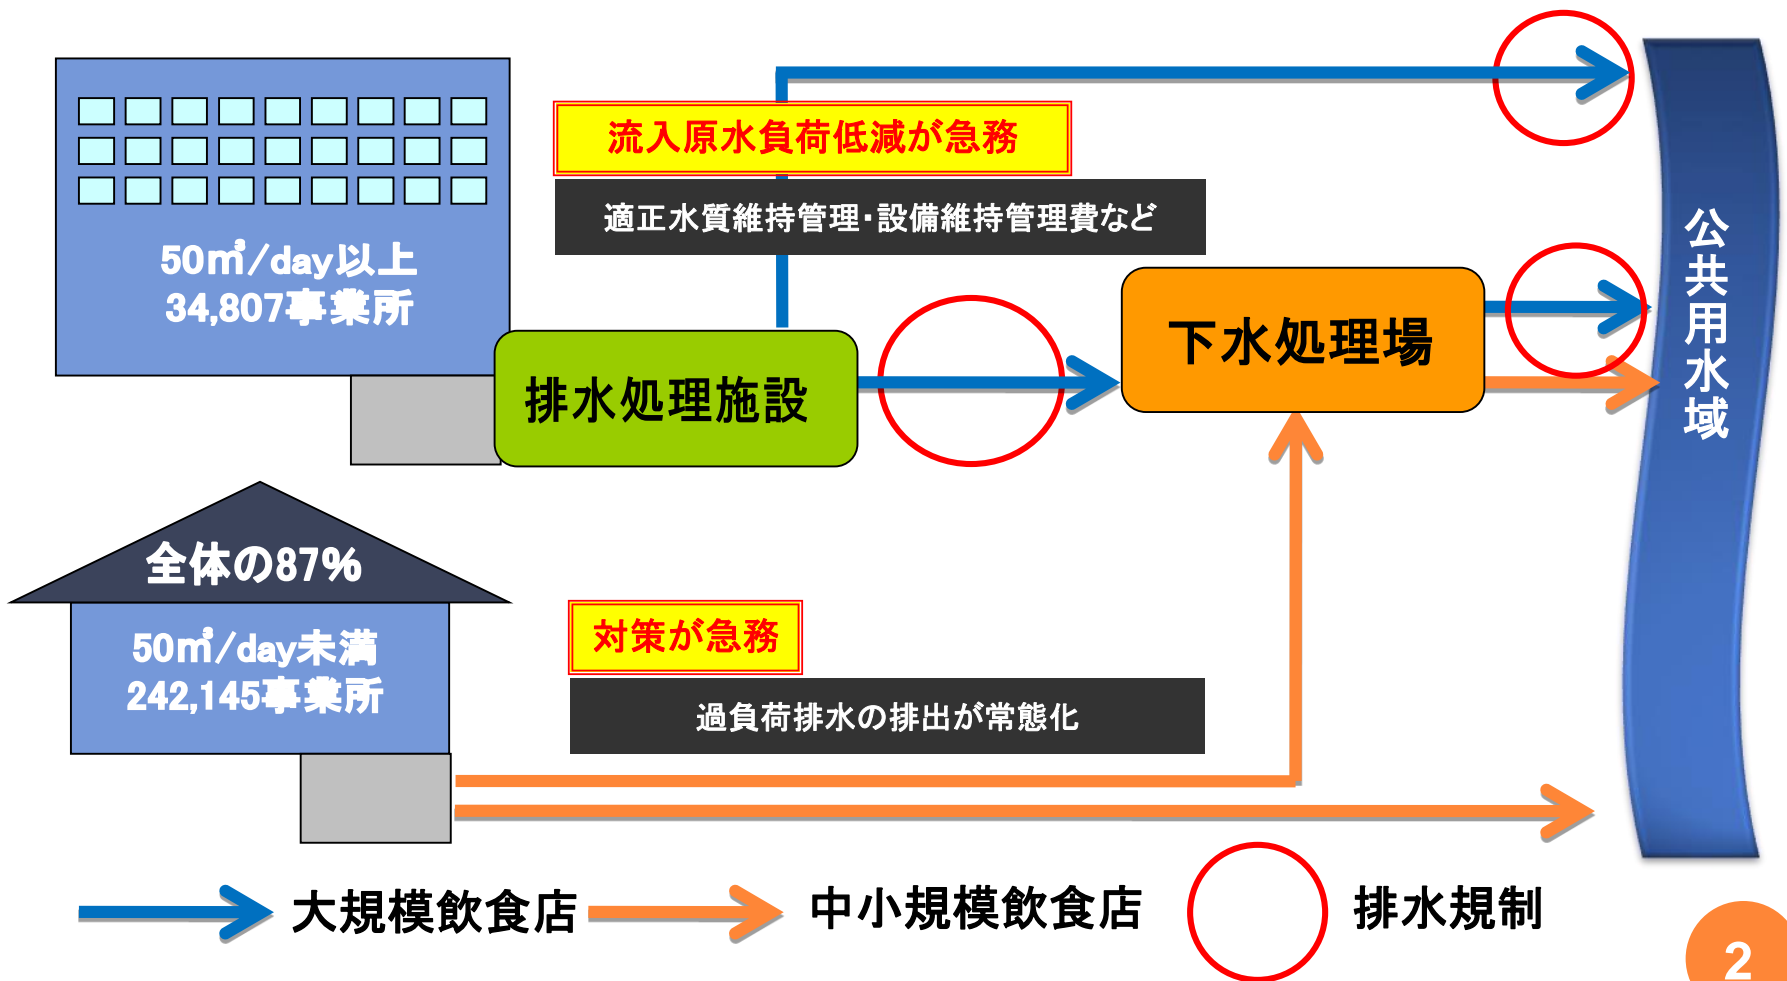 流入原水負荷低減が急務
適正水質維持管理・設備維持管理費など
50㎥/day以上
34,807事業所
排水処理施設
下水処理場
公共用水域
全体の87%
50㎥/day未満
242,145事業所
対策が急務
過負荷排水の排出が常態化
大規模飲食店
中小規模飲食店
排水規制
2